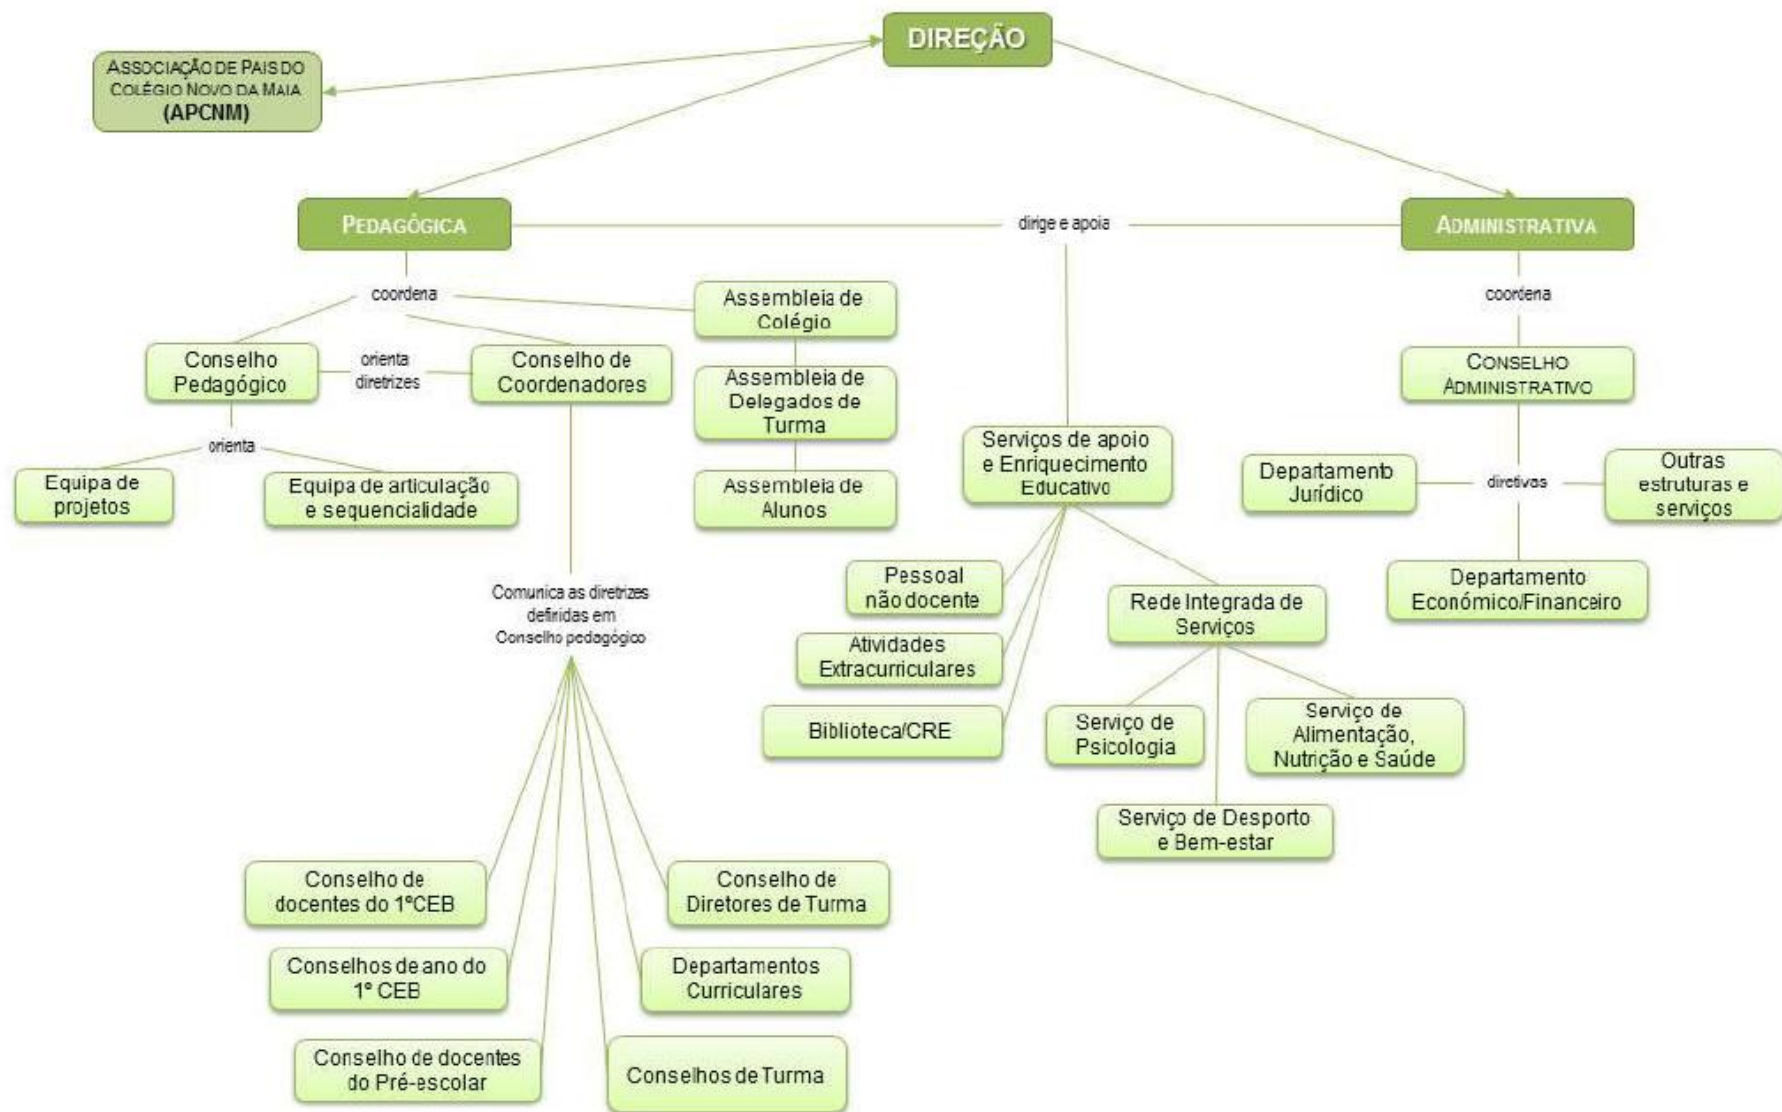 DIREÇÃO
ASSOCIAÇÃO DE PAIS DO
COLÉGIO NOVO DA MAIA
(APCNM)
PEDAGÓGICA
dirige e apoia
ADMINISTRATIVA
coordena
Assembleia de
Colégio
coordena
Conselho
Pedagógico
orienta
diretrizes
Conselho de
Coordenadores
Assembleia de
Delegados de
Turma
CONSELHO
ADMINISTRATIVO
orienta
Equipa de
projetos
Equipa de articulação
e sequencialidade
Assembleia de
Alunos
Serviços de apoio
e Enriquecimento
Educativo
Departamento
Jurídico
diretivas
Outras
estruturas e
serviços
Comunica as diretrizes
definidas em
Conselho pedagógico
Pessoal
não docente
Rede Integrada de
Serviços
Departamento
Económico/Financeiro
Atividades
Extracurriculares
Biblioteca/CRE
Serviço de
Psicologia
Serviço de
Alimentação,
Nutrição e Saúde
Serviço de Desporto
e Bem-estar
Conselho de
docentes do 1ºCEB
Conselho de
Diretores de Turma
Conselhos de ano do
1º CEB
Departamentos
Curriculares
Conselho de docentes
do Pré-escolar
Conselhos de Turma